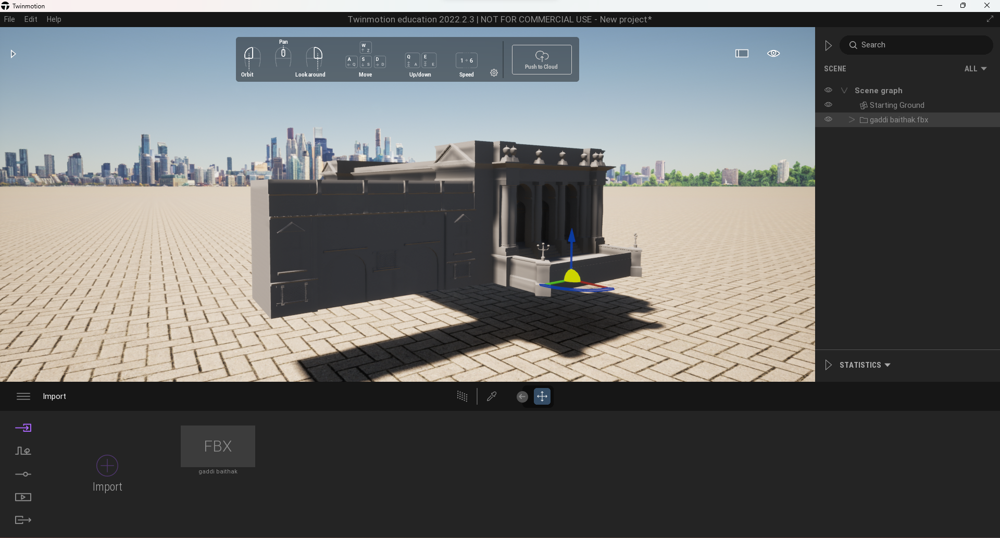 Twinmotion
File Edit Help
Twinmotion education 2022.2.3 | NOT FOR COMMERCIAL USE - New project*
Pan
W
Z
A
Q
S
S
D
D
Q
A
E
E
1 6
Orbit
Look around
Move
Up/down
Speed
Push to Cloud
Search
SCENE
ALL
Scene graph
Starting Ground
gaddi baithak.fbx
STATISTICS
Import
FBX
gaddi baithak
Import